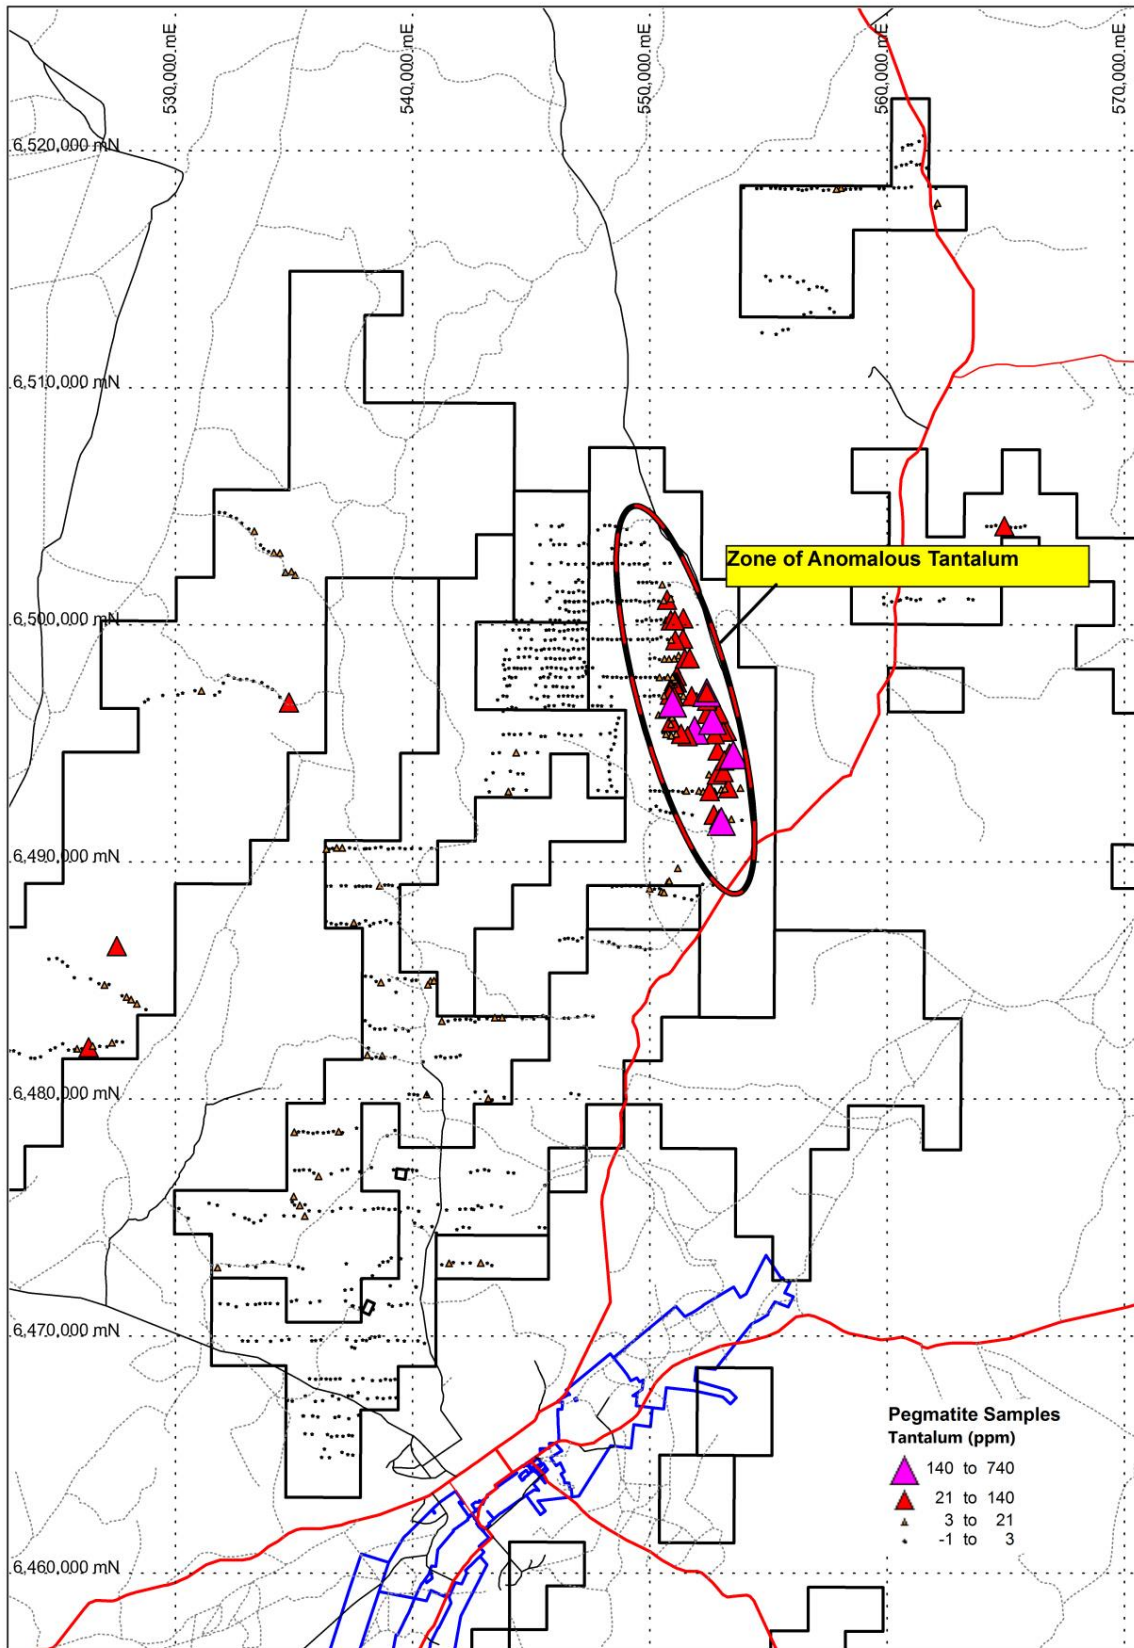 530,000 mE
540,000 mE
550,000 mE
560,000 mE
570,000 mE
6,520,000 mN
6,510,000 mN
Zone of Anomalous Tantalum
6,500,000 mN
6,490,000 mN
6,480,000 mN
6,470,000 mN
Pegmatite Samples
Tantalum (ppm)
140 to 740
21 to 140
3 to 21
-1 to 3
6,460,000 mN